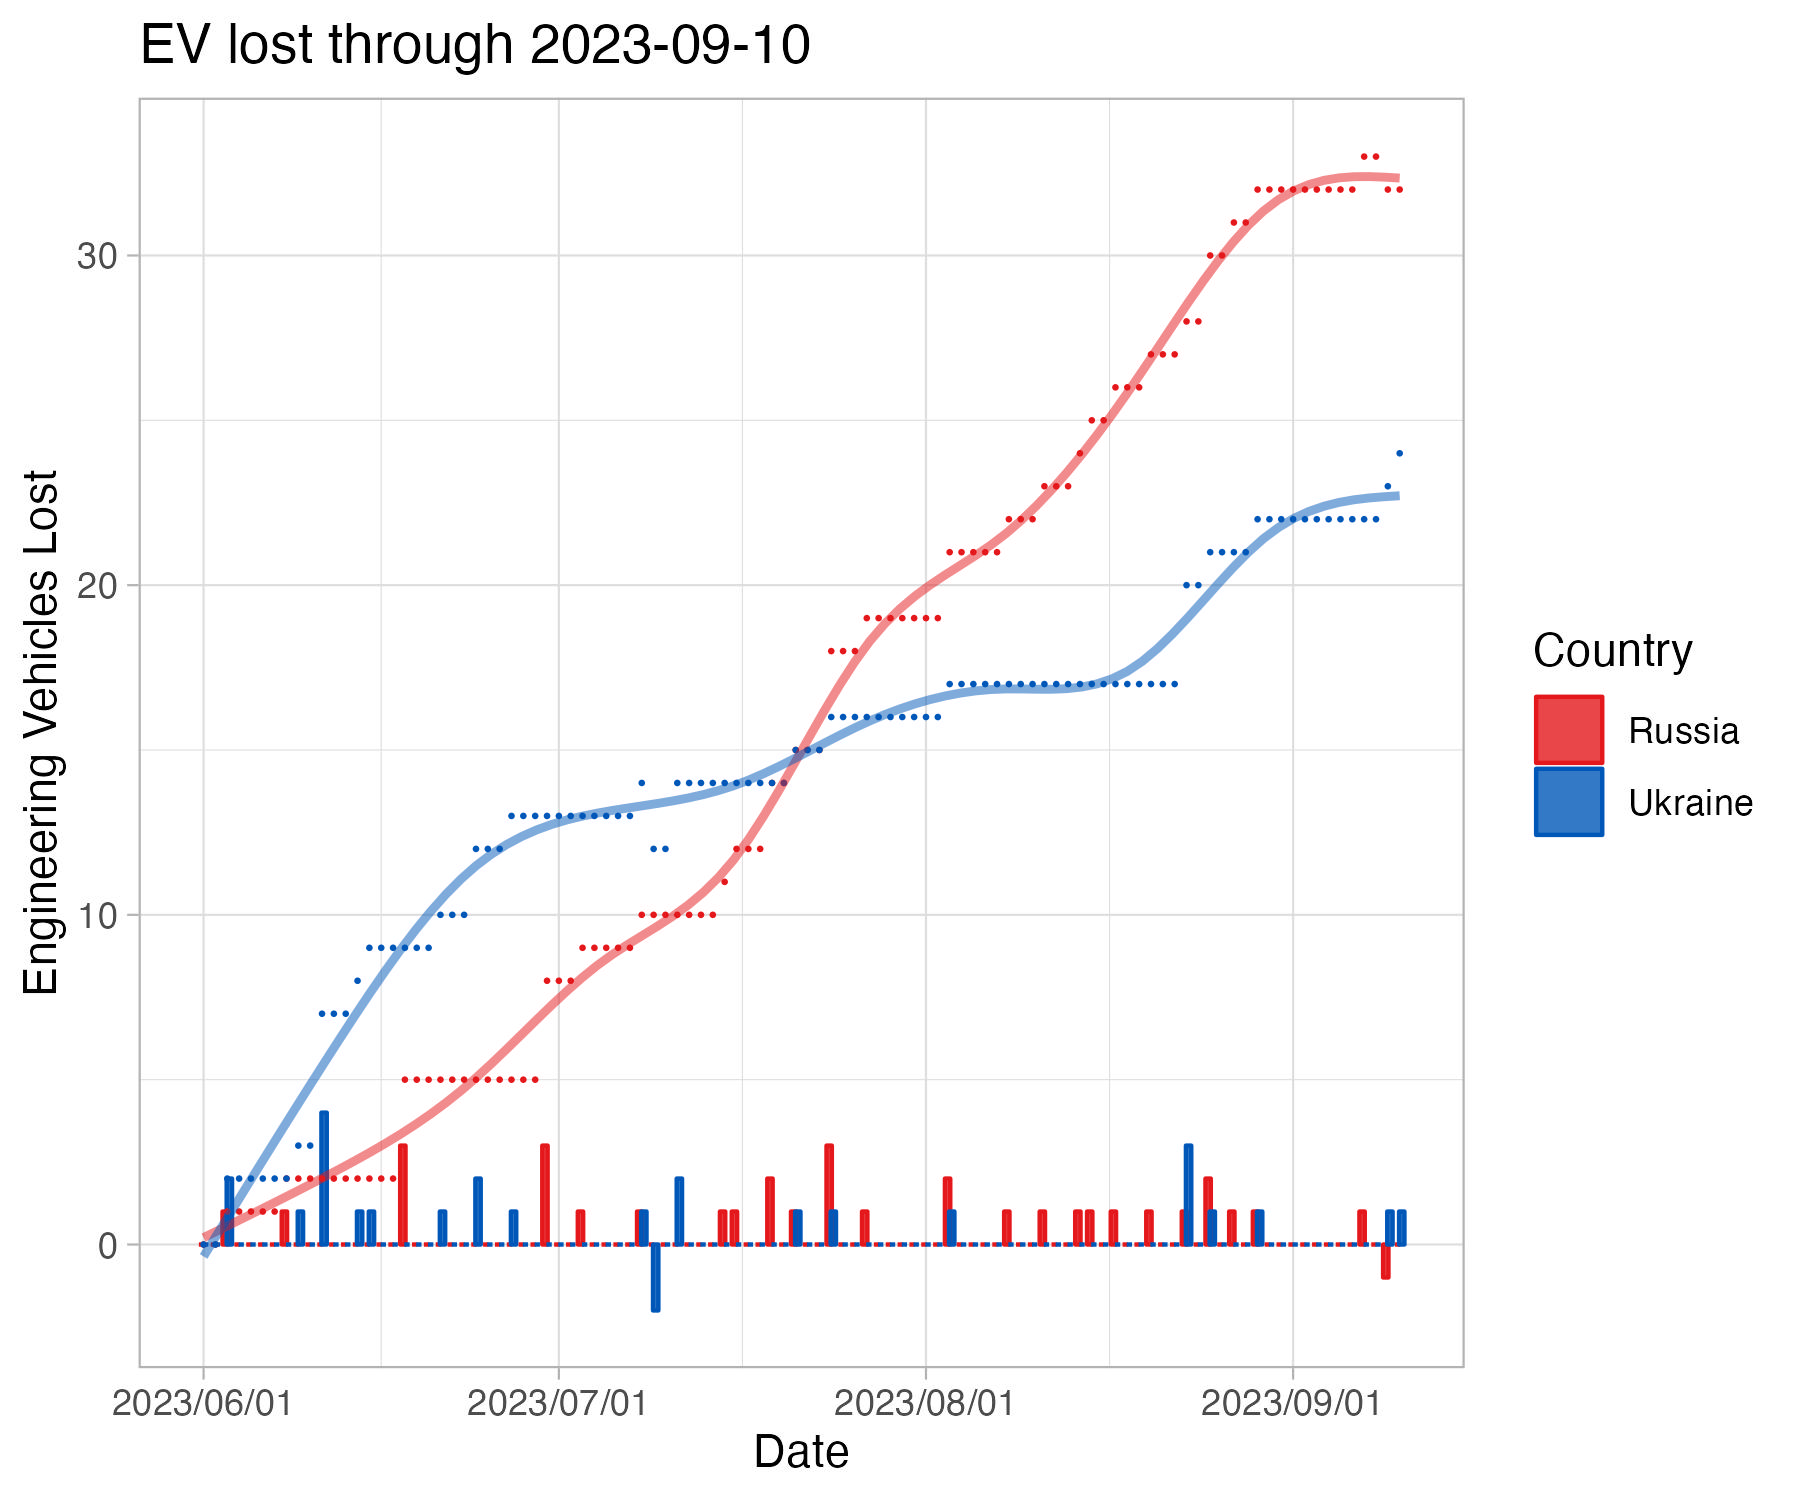 EV lost through 2023-09-10
Engineering Vehicles Lost
30
20
10
0
2023/06/01
2023/07/01
2023/08/01
2023/09/01
Date
Country
Russia
Ukraine